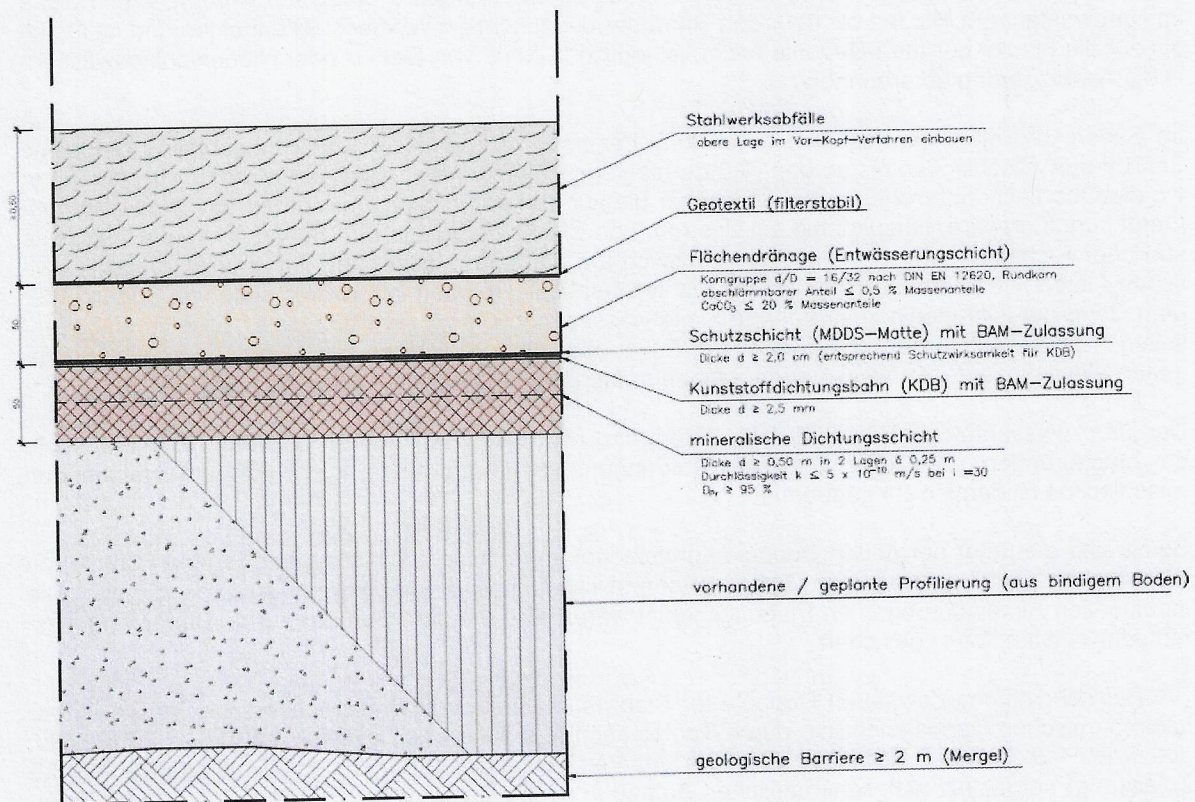 Stahlwerksabfälle
obere Lage im Vor-Kopf-Verfahren einbauen
Geotextil (filterstabil)
Flächendränage (Entwässerungschicht)
Korngruppe d/D = 16/32 nach DIN EN 12620, Rundkorn
abschlämmbarer Anteil ≤ 0,5 % Massenanteile
CaCO₃ ≤ 20 % Massenanteile
Schutzschicht (MDDS-Matte) mit BAM-Zulassung
Dicke d ≥ 2,0 cm (entsprechend Schutzwirksamkeit für KDB)
Kunststoffdichtungsbahn (KDB) mit BAM-Zulassung
Dicke d ≥ 2,5 mm
mineralische Dichtungsschicht
Dicke d ≥ 0,50 m in 2 Lagen á 0,25 m
Durchlässigkeit k ≤ 5 x 10⁻¹⁰ m/s bei i =30
≥ 95 %
vorhandene / geplante Profilierung (aus bindigem Boden)
geologische Barriere ≥ 2 m (Mergel)
50
50